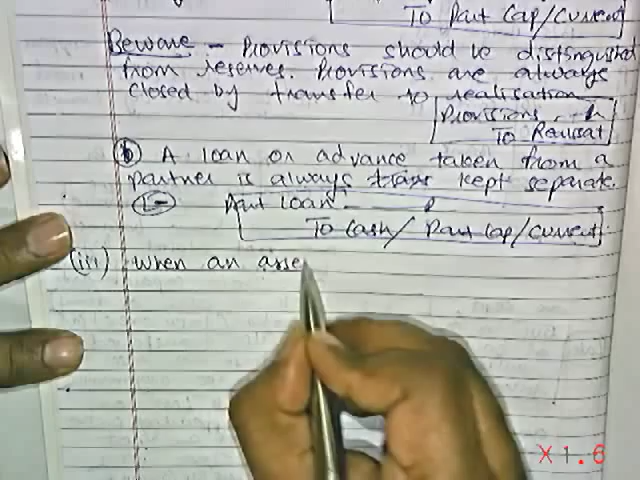 To Part Cap/Current
Beware - Provisions should be distinguished
from reserves. Provisions are always
closed by transfer to realisation
Provisions
To Realisat
(b) A loan or advance taken from a
partner is always trans kept separate.
Part Loan
To Cash/ Part Cap/Current
(iii) When an asse
X1.6